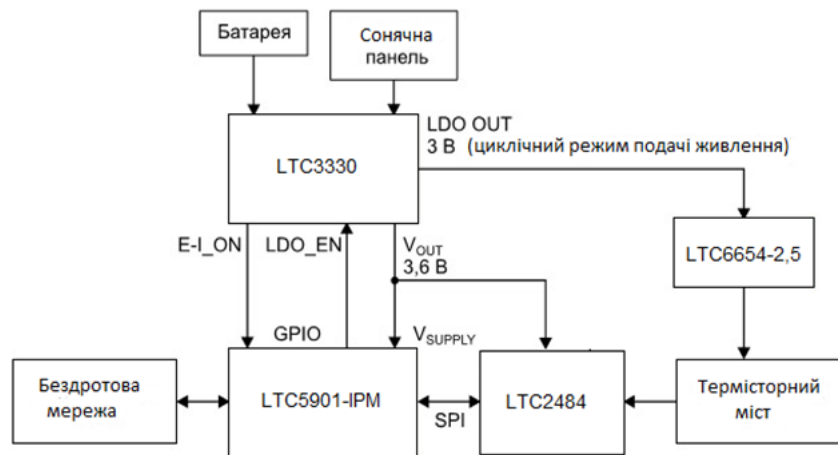 Батарея
Сонячна
панель
LTC3330
LDO OUT
3 В (циклічний режим подачі живлення)
E-I_ON
LDO_EN
VOUT
3,6 В
LTC6654-2,5
GPIO
VSUPPLY
Бездротова
мережа
LTC5901-IPM
SPI
LTC2484
Термісторний
міст